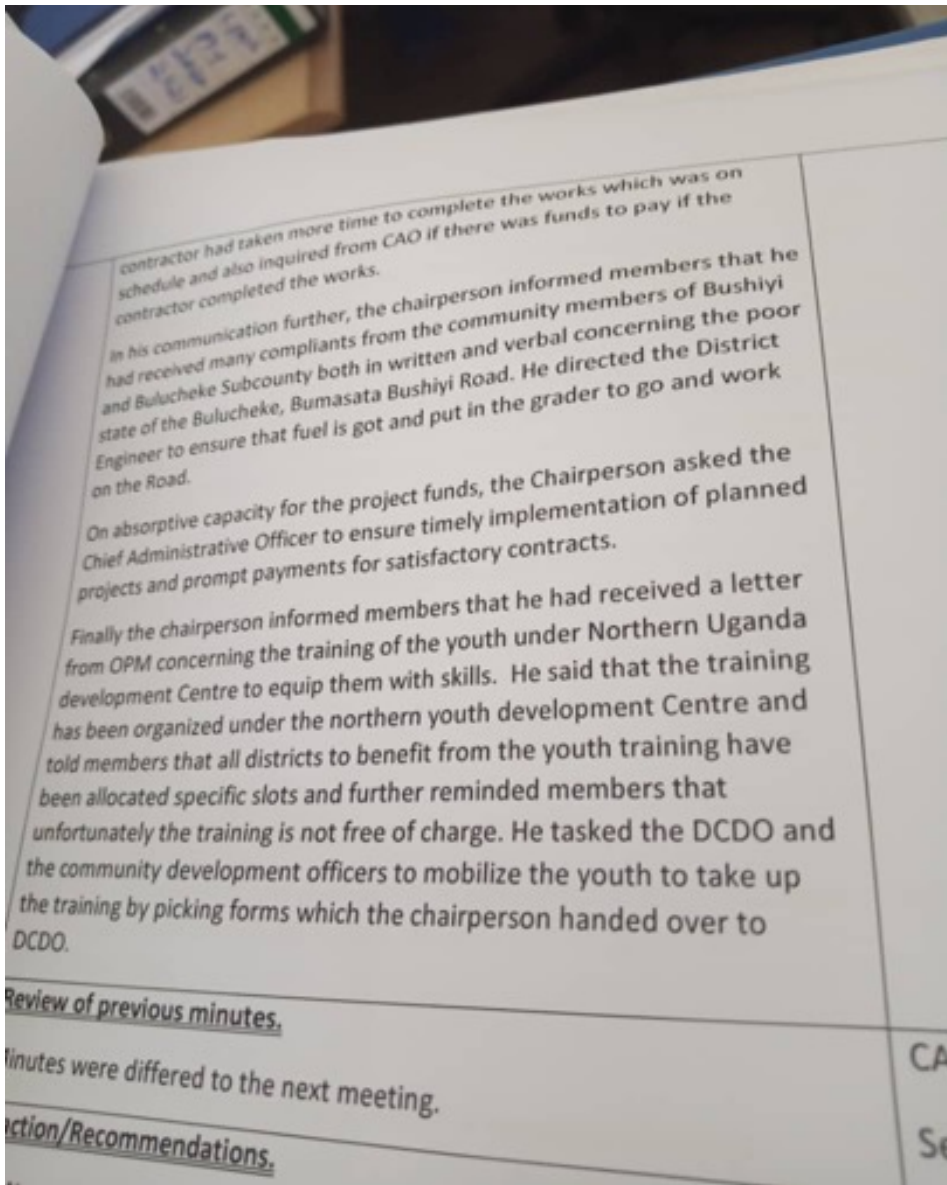 contractor had taken more time to complete the works which was on
schedule and also inquired from CAO if there was funds to pay if the
contractor completed the works.
In his communication further, the chairperson informed members that he
had received many compliants from the community members of Bushiyi
and Bulucheke Subcounty both in written and verbal concerning the poor
state of the Bulucheke, Bumasata Bushiyi Road. He directed the District
Engineer to ensure that fuel is got and put in the grader to go and work
on the Road.
On absorptive capacity for the project funds, the Chairperson asked the
Chief Administrative Officer to ensure timely implementation of planned
projects and prompt payments for satisfactory contracts.
Finally the chairperson informed members that he had received a letter
from OPM concerning the training of the youth under Northern Uganda
development Centre to equip them with skills. He said that the training
has been organized under the northern youth development Centre and
told members that all districts to benefit from the youth training have
been allocated specific slots and further reminded members that
unfortunately the training is not free of charge. He tasked the DCDO and
the community development officers to mobilize the youth to take up
the training by picking forms which the chairperson handed over to
DCDO.
Review of previous minutes.
inutes were differed to the next meeting.
CA
action/Recommendations.
Se